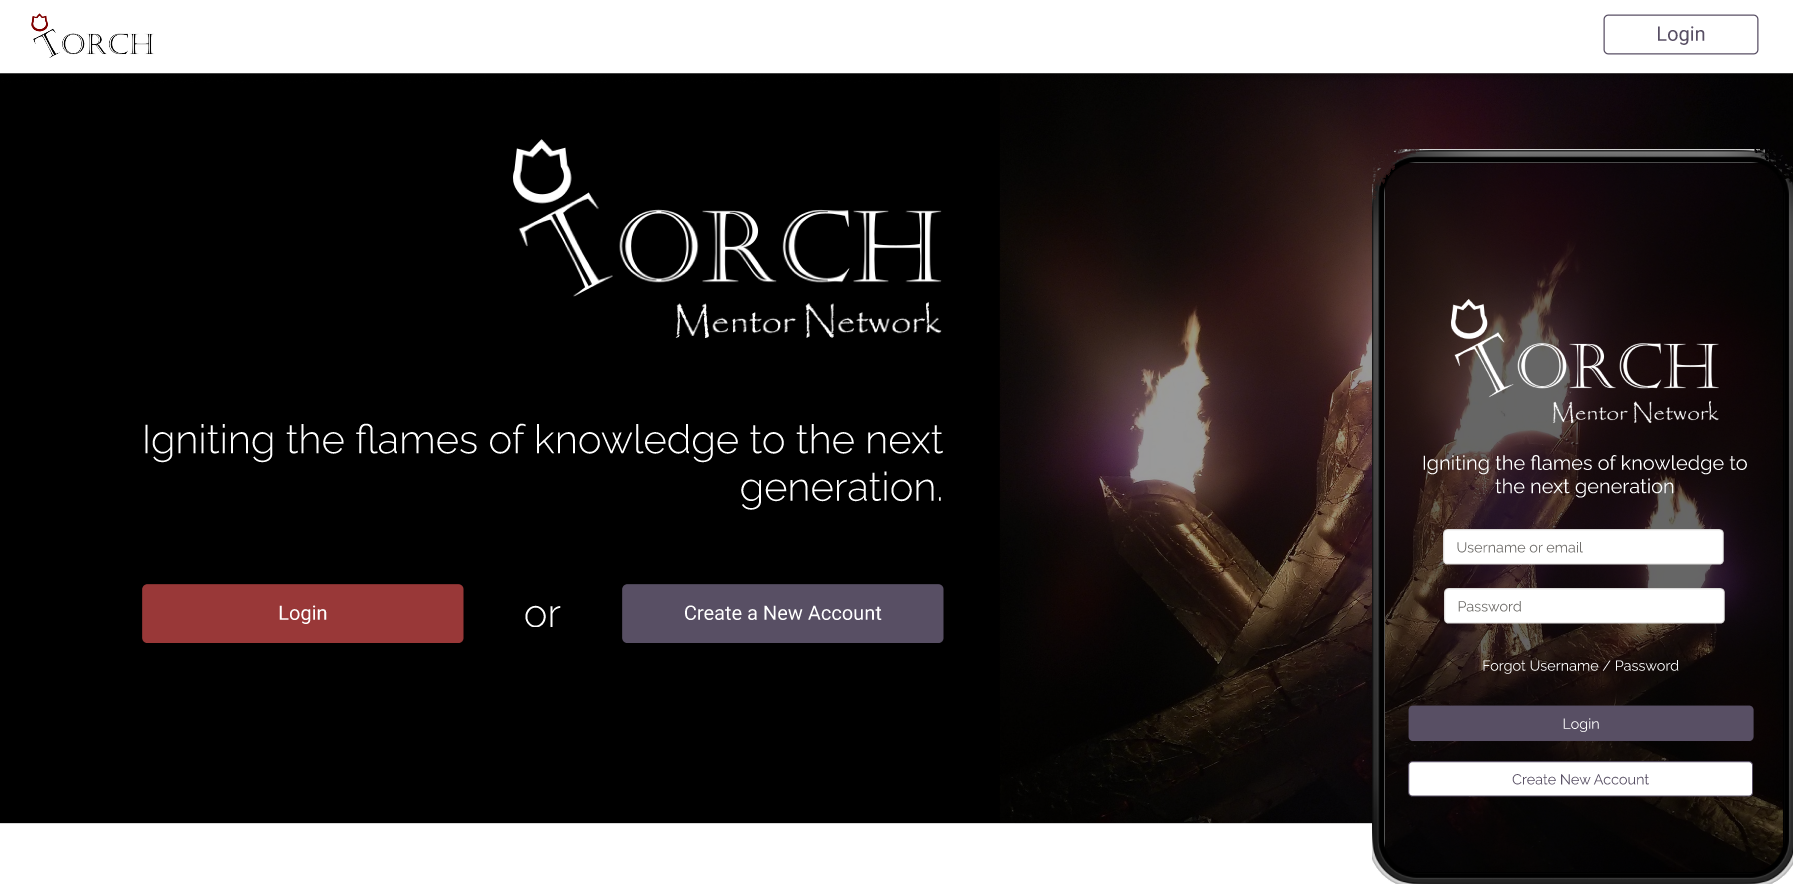 TORCH
Login
TORCH
Mentor Network
Igniting the flames of knowledge to the next
generation.
Login
or
Create a New Account
TORCH
Mentor Network
Igniting the flames of knowledge to
the next generation
Username or email
Password
Forgot Username / Password
Login
Create New Account